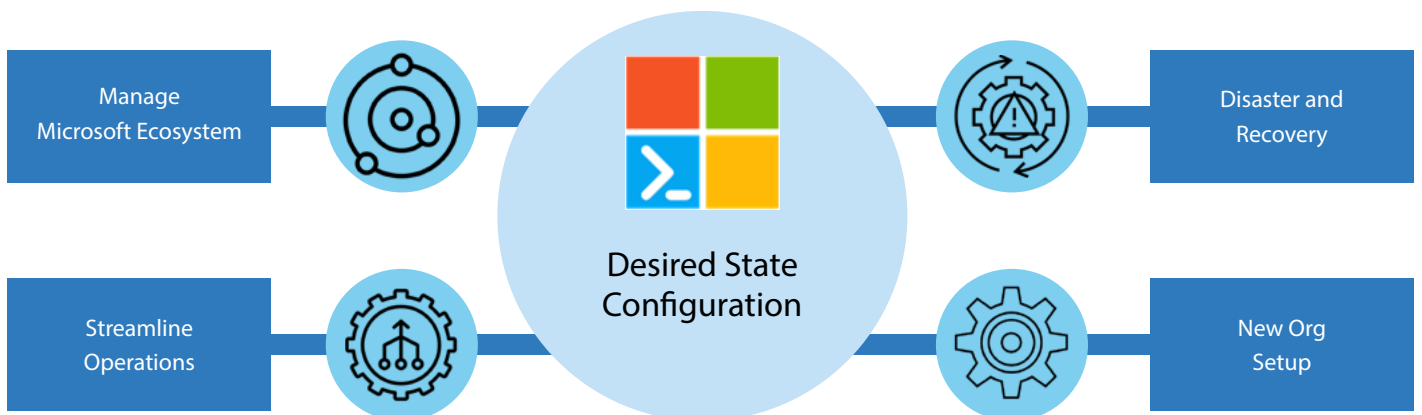 Manage
Microsoft Ecosystem
Desired State
Configuration
Disaster and
Recovery
Streamline
Operations
New Org
Setup